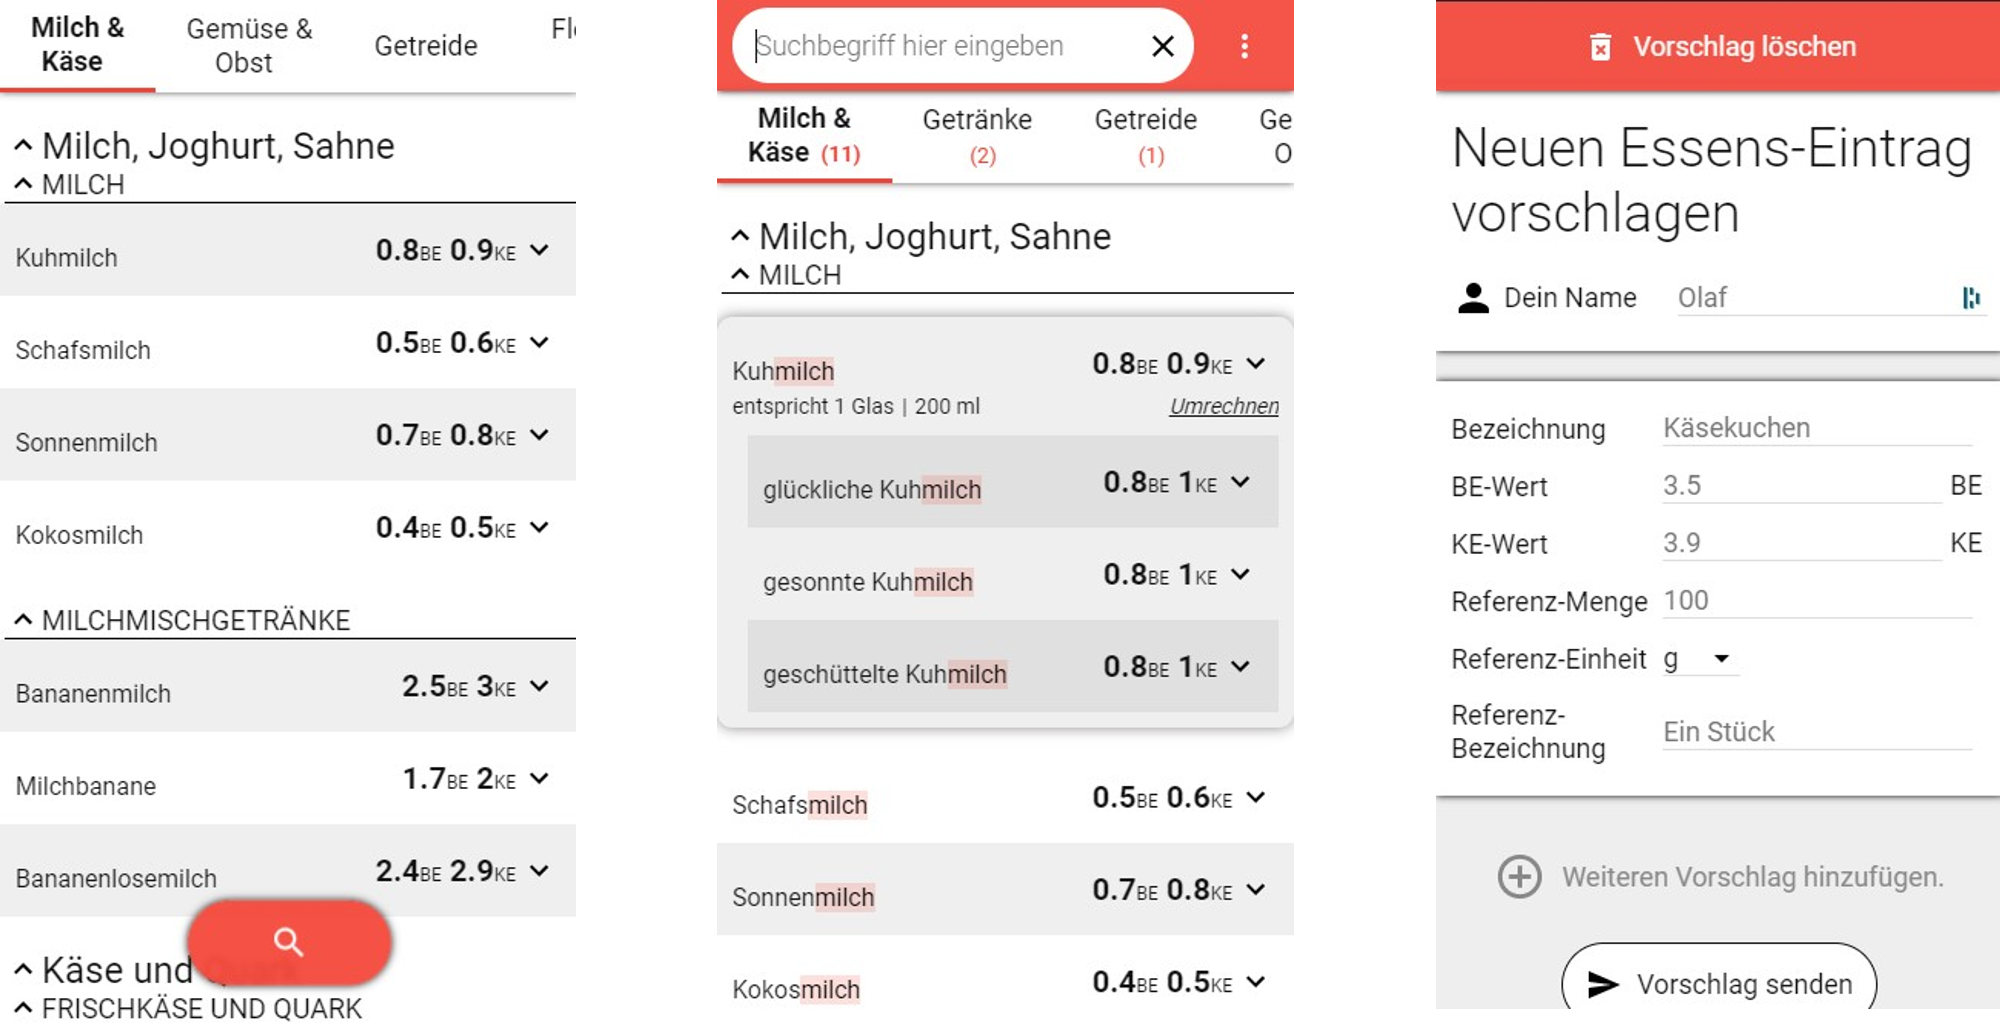 Milch &
Käse
Gemüse &
Obst
Getreide
Milch, Joghurt, Sahne
MILCH
Kuhmilch 0.8BE 0.9KE
Schafsmilch 0.5BE 0.6KE
Sonnenmilch 0.7BE 0.8KE
Kokosmilch 0.4BE 0.5KE
MILCHMISCHGETRÄNKE
Bananenmilch 2.5BE 3KE
Milchbanane 1.7BE 2KE
Bananenlosemilch 2.4BE 2.9KE
Käse und
FRISCHKÄSE UND QUARK
Suchbegriff hier eingeben
Milch &
Käse (11)
Getränke
(2)
Getreide
(1)
Ge
O
Milch, Joghurt, Sahne
MILCH
Kuhmilch 0.8BE 0.9KE
entspricht 1 Glas | 200 ml Umrechnen
glückliche Kuhmilch 0.8BE 1KE
gesonnte Kuhmilch 0.8BE 1KE
geschüttelte Kuhmilch 0.8BE 1KE
Schafsmilch 0.5BE 0.6KE
Sonnenmilch 0.7BE 0.8KE
Kokosmilch 0.4BE 0.5KE
Vorschlag löschen
Neuen Essens-Eintrag
vorschlagen
Dein Name Olaf
Bezeichnung Käsekuchen
BE-Wert 3.5 BE
KE-Wert 3.9 KE
Referenz-Menge 100
Referenz-Einheit g
Referenz-
Bezeichnung Ein Stück
Weiteren Vorschlag hinzufügen.
Vorschlag senden